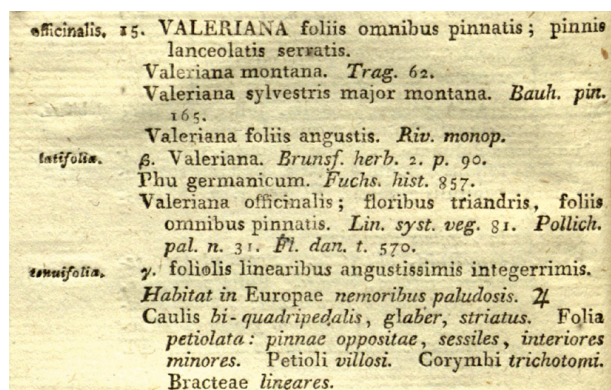 officinalis. 15. VALERIANA foliis omnibus pinnatis; pinnis
lanceolatis serratis.
Valeriana montana. Trag. 62.
Valeriana sylvestris major montana. Bauh. pin.
165.
Valeriana foliis angustis. Riv. monop.
latifolia. β. Valeriana. Brunsf. herb. 2. p. 90.
Phu germanicum. Fuchs. hist. 857.
Valeriana officinalis; floribus triandris, foliis
omnibus pinnatis. Lin. syst. veg. 81. Pollich.
pal. n. 31. Fl. dan. t. 570.
tenuifolia. γ. foliolis linearibus angustissimis integerrimis.
Habitat in Europae nemoribus paludosis. ♃
Caulis bi-quadripedalis, glaber, striatus. Folia
petiolata: pinnae oppositae, sessiles, interiores
minores. Petioli villosi. Corymbi trichotomi.
Bracteae lineares.